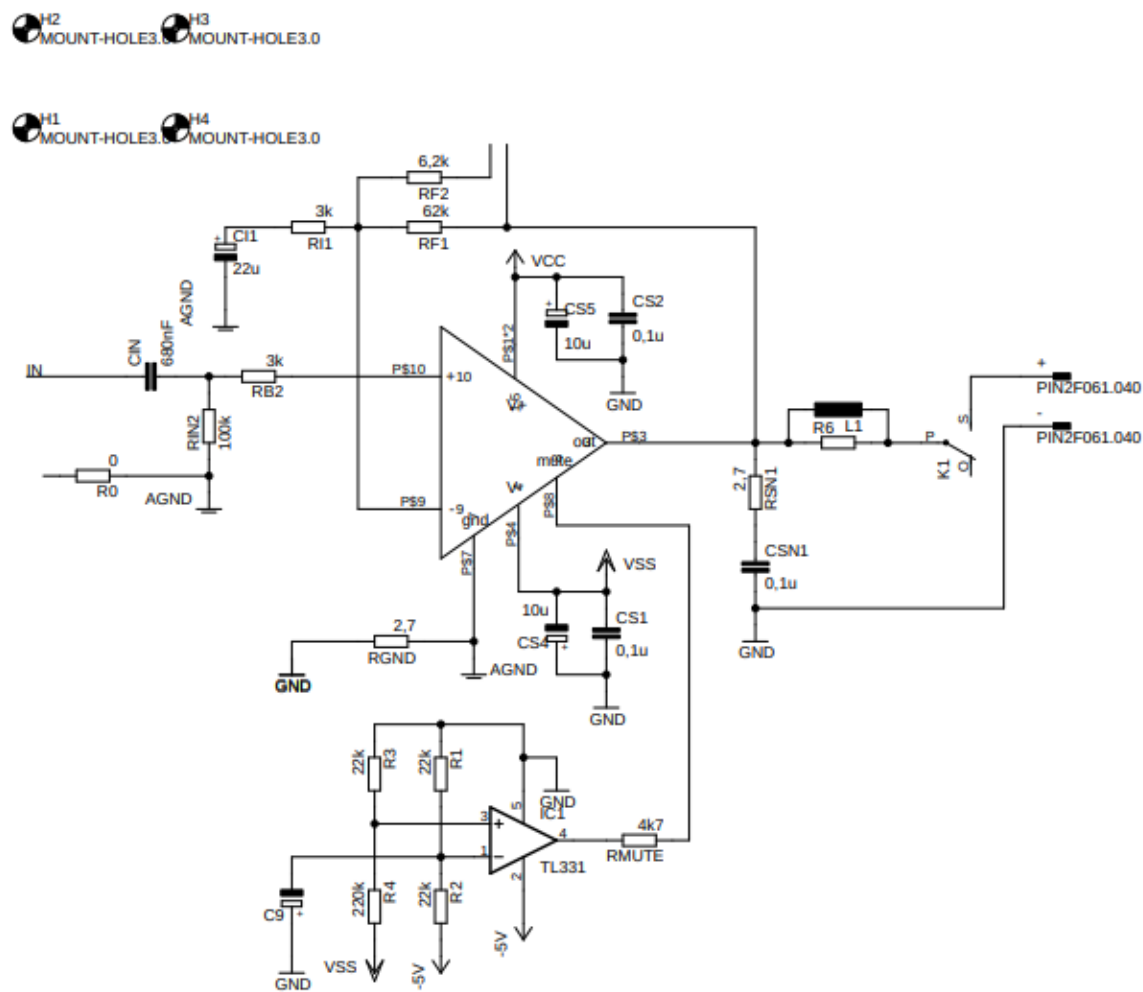 H2
MOUNT-HOLE3.0
H3
MOUNT-HOLE3.0
H1
MOUNT-HOLE3.0
H4
MOUNT-HOLE3.0
6,2k
RF2
3k
RI1
62k
RF1
CI1
22u
AGND
VCC
CS5
10u
CS2
0,1u
GND
P$1*2
IN
CIN
680nF
3k
RB2
P$10
+10
RIN2
100k
0
R0
AGND
P$9
-9
gnd
P$7
out
P$3
mute
P$8
P$4
R6
L1
P
S
O
K1
+
PIN2F061.040
-
PIN2F061.040
2,7
RSN1
CSN1
0,1u
GND
VSS
10u
CS4
+
CS1
0,1u
GND
2,7
RGND
GND
AGND
22k
R3
22k
R1
GND
IC1
5
3
+
1
-
4
2
TL331
4k7
RMUTE
C9
+
220k
R4
22k
R2
GND
VSS
-5V
-5V